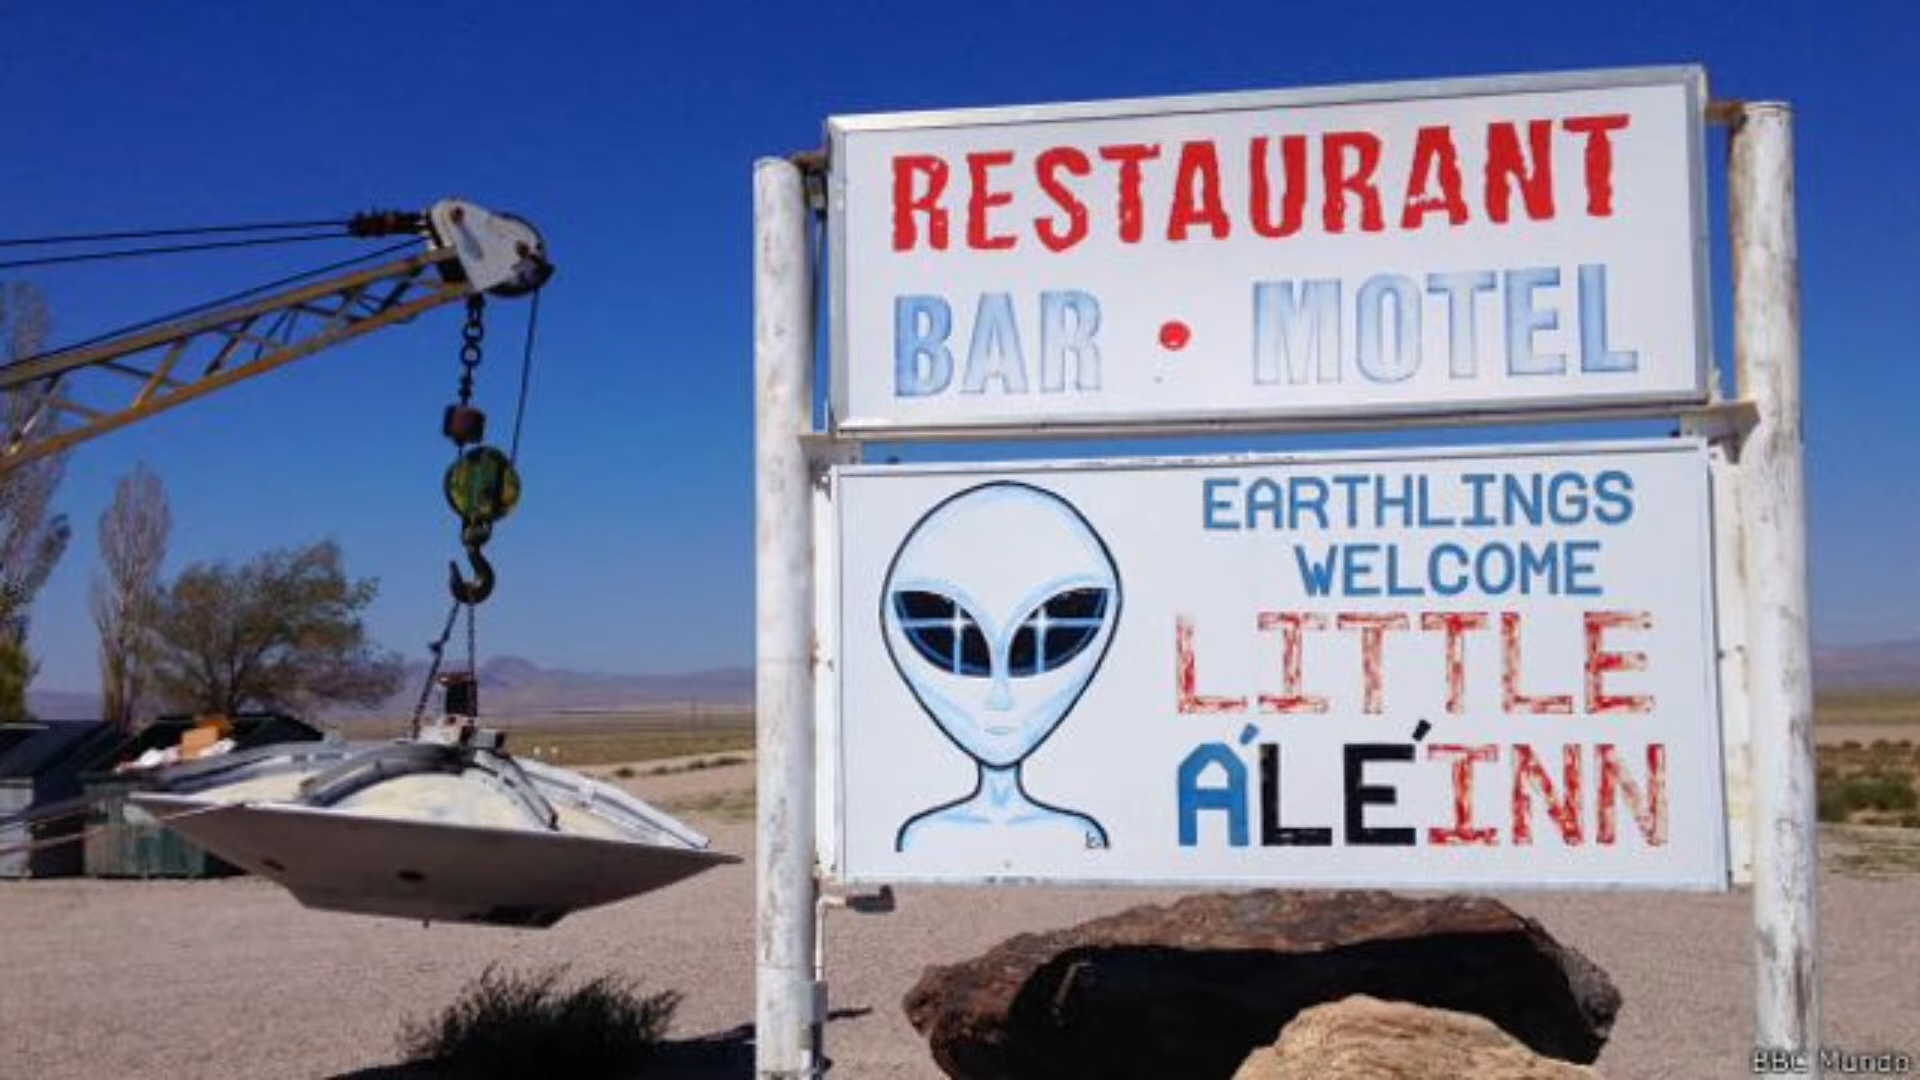 RESTAURANT
BAR • MOTEL
EARTHLINGS
WELCOME
LITTLE
A'LE'INN
BBC Mundo